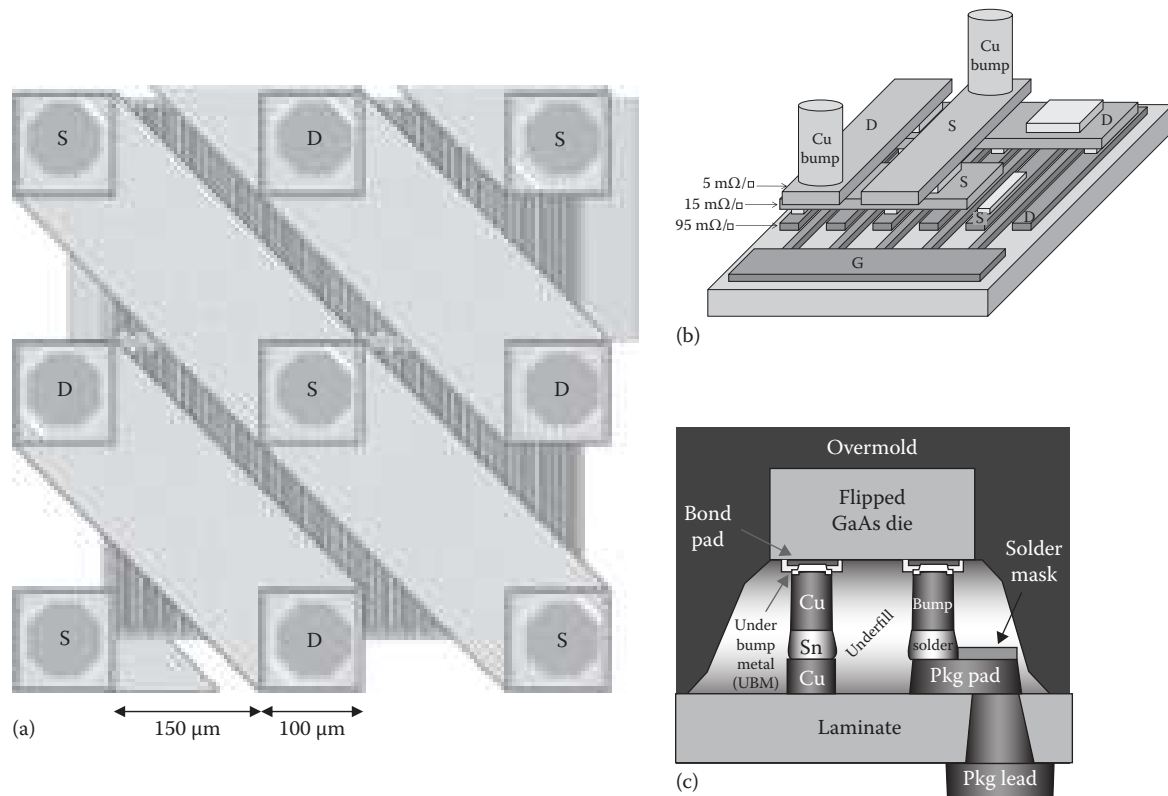 S
D
S
D
S
D
S
D
S
(a)
150 µm
100 µm
Cu
bump
Cu
bump
D
S
D
S
5 mΩ/□
15 mΩ/□
95 mΩ/□
S
D
G
(b)
Overmold
Flipped
GaAs die
Bond
pad
Solder
mask
Cu
Bump
Under
bump
metal
(UBM)
Underfill
Sn
solder
Cu
Pkg pad
Laminate
Pkg lead
(c)